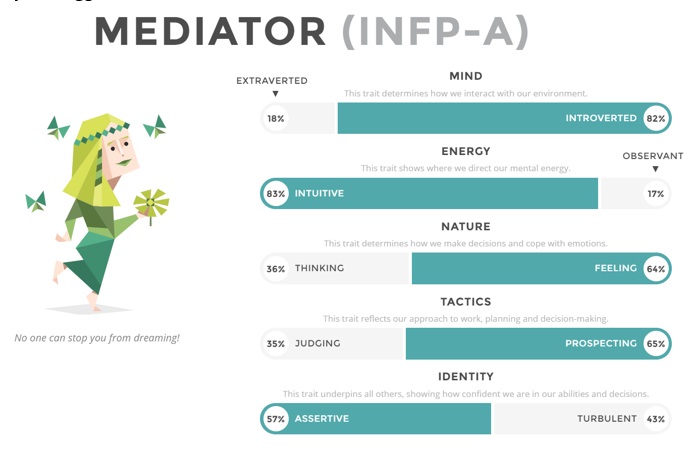 MEDIATOR (INFP-A)
MIND
EXTRAVERTED
This trait determines how we interact with our environment.
18% INTROVERTED 82%
ENERGY
OBSERVANT
This trait shows where we direct our mental energy.
83% INTUITIVE 17%
NATURE
This trait determines how we make decisions and cope with emotions.
36% THINKING FEELING 64%
TACTICS
This trait reflects our approach to work, planning and decision-making.
No one can stop you from dreaming!
35% JUDGING PROSPECTING 65%
IDENTITY
This trait underpins all others, showing how confident we are in our abilities and decisions.
57% ASSERTIVE TURBULENT 43%